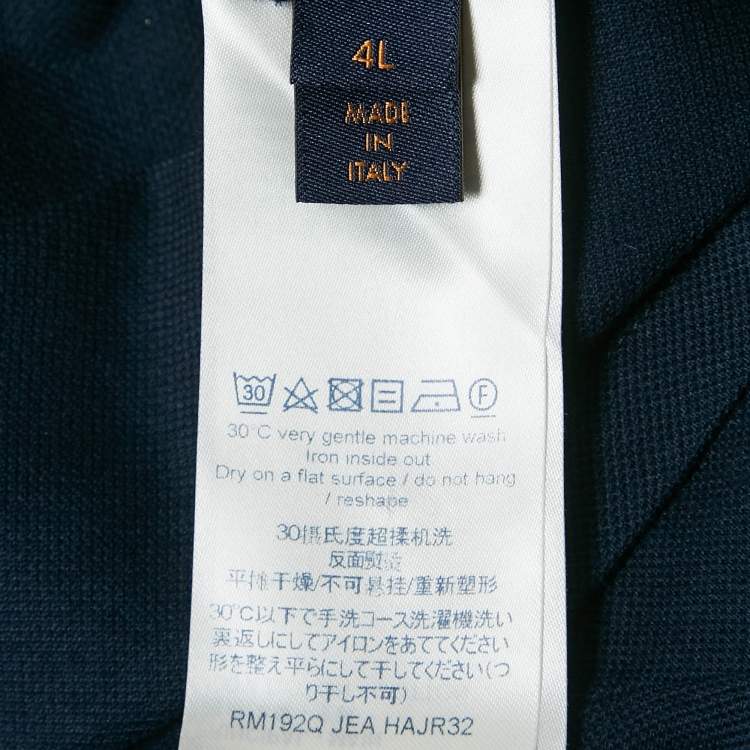 4L
MADE
IN
ITALY
30
F
30°C very gentle machine wash
Iron inside out
Dry on a flat surface / do not hang
/ reshape
30摄氏度超揉机洗
反面熨烫
平摊干燥/不可悬挂/重新塑形
30°C以下で手洗コース洗濯機洗い
裏返しにしてアイロンをあててください
形を整え平らにして干してください(つ
り干し不可)
RM192Q JEA HAJR32